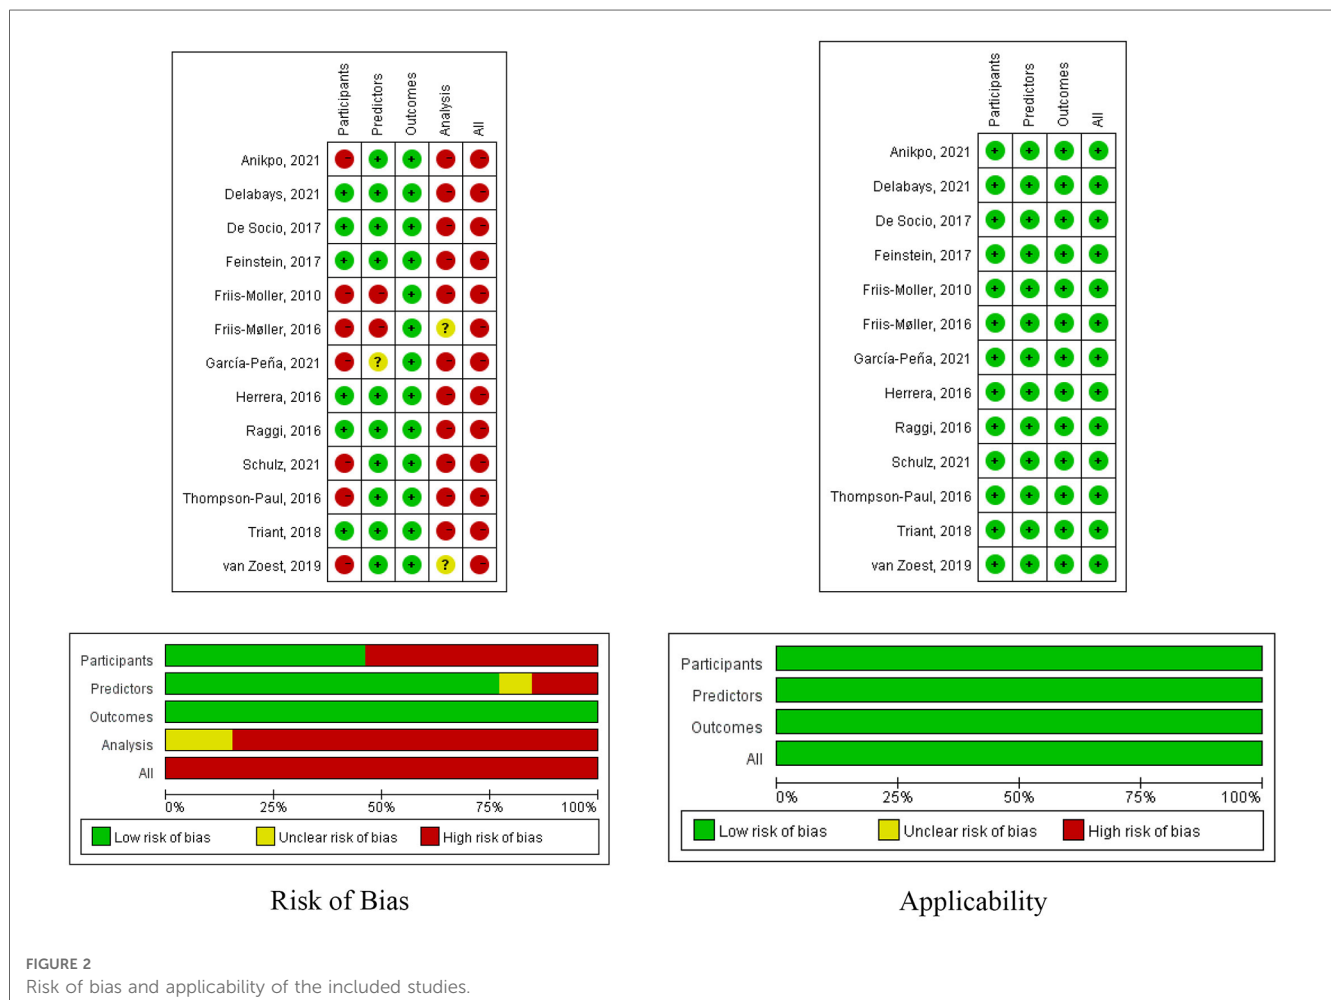 Participants
Predictors
Outcomes
Analysis
All
Anikpo, 2021 - + + - -
Delabays, 2021 + + + - -
De Socio, 2017 + + + - -
Feinstein, 2017 + + + - -
Friis-Moller, 2010 - - + - -
Friis-Møller, 2016 - - + ? -
García-Peña, 2021 - ? + - -
Herrera, 2016 + + + - -
Raggi, 2016 + + + - -
Schulz, 2021 - + + - -
Thompson-Paul, 2016 - + + - -
Triant, 2018 + + + - -
van Zoest, 2019 - + + ? -
Participants
Predictors
Outcomes
Analysis
All
0% 25% 50% 75% 100%
Low risk of bias Unclear risk of bias High risk of bias
Risk of Bias
Participants
Predictors
Outcomes
All
Anikpo, 2021 + + + +
Delabays, 2021 + + + +
De Socio, 2017 + + + +
Feinstein, 2017 + + + +
Friis-Moller, 2010 + + + +
Friis-Møller, 2016 + + + +
García-Peña, 2021 + + + +
Herrera, 2016 + + + +
Raggi, 2016 + + + +
Schulz, 2021 + + + +
Thompson-Paul, 2016 + + + +
Triant, 2018 + + + +
van Zoest, 2019 + + + +
Participants
Predictors
Outcomes
All
0% 25% 50% 75% 100%
Low risk of bias Unclear risk of bias High risk of bias
Applicability
FIGURE 2
Risk of bias and applicability of the included studies.